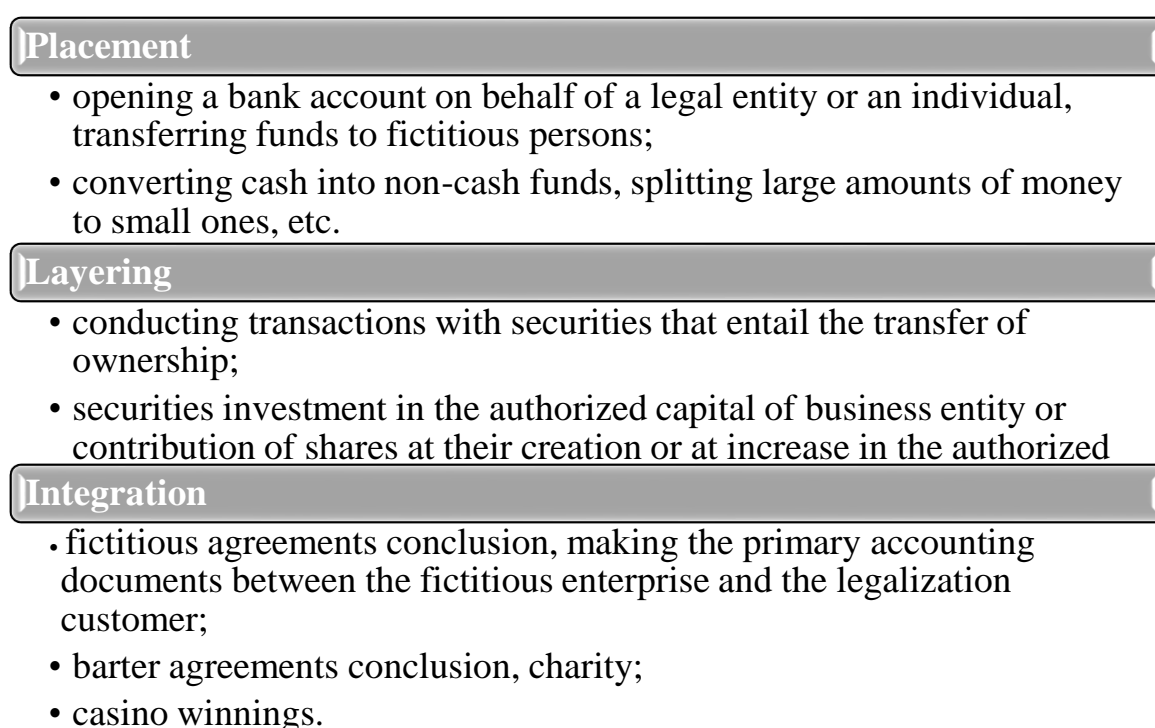 Placement
• opening a bank account on behalf of a legal entity or an individual,
transferring funds to fictitious persons;
• converting cash into non-cash funds, splitting large amounts of money
to small ones, etc.
Layering
• conducting transactions with securities that entail the transfer of
ownership;
• securities investment in the authorized capital of business entity or
contribution of shares at their creation or at increase in the authorized
Integration
• fictitious agreements conclusion, making the primary accounting
documents between the fictitious enterprise and the legalization
customer;
• barter agreements conclusion, charity;
• casino winnings.